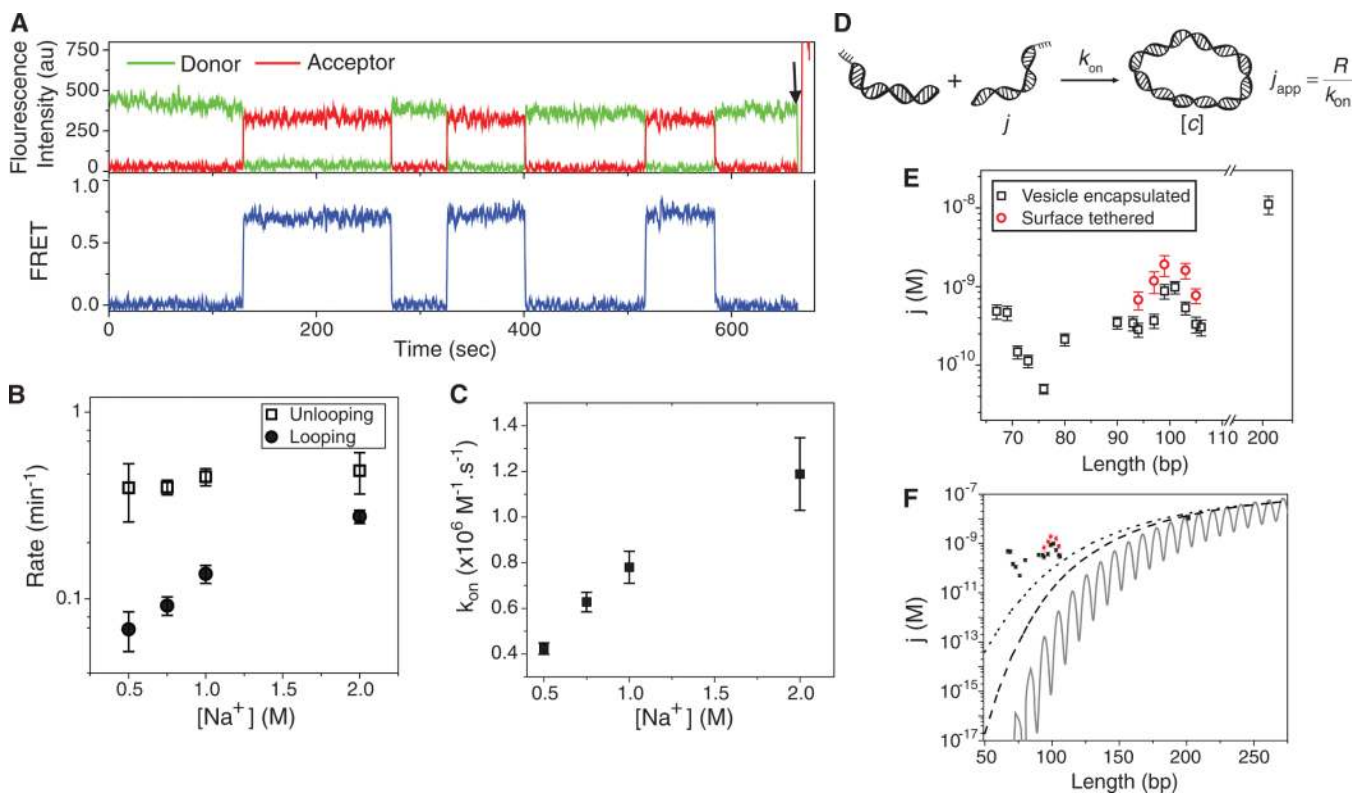 A
Flourescence
Intensity (au)
750
500
250
0
Donor
Acceptor
FRET
1.0
0.5
0.0
0
200
400
600
Time (sec)
B
Rate (min⁻¹)
1
0.1
Unlooping
Looping
0.5
1.0
1.5
2.0
[Na⁺] (M)
C
kon (x10⁶ M⁻¹.s⁻¹)
1.4
1.2
1.0
0.8
0.6
0.4
0.5
1.0
1.5
2.0
[Na⁺] (M)
D
+
j
kon
[c]
japp = R / kon
E
j (M)
10⁻⁸
10⁻⁹
10⁻¹⁰
Vesicle encapsulated
Surface tethered
70
80
90
100
110
200
Length (bp)
F
j (M)
10⁻⁷
10⁻⁹
10⁻¹¹
10⁻¹³
10⁻¹⁵
10⁻¹⁷
50
100
150
200
250
Length (bp)